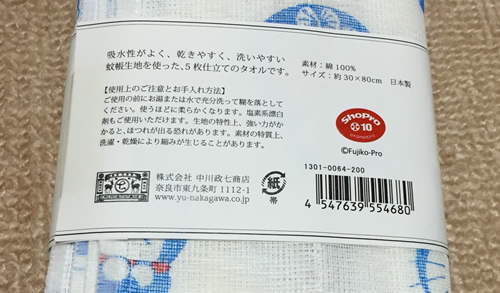 吸水性がよく、乾きやすく、洗いやすい
蚊帳生地を使った、5枚仕立てのタオルです。
素材：綿 100%
サイズ：約 30×80cm 日本製
【使用上のご注意とお手入れ方法】
ご使用の前にお湯または水で充分洗って糊を落として
ください。使うほどに柔らかくなります。塩素系漂白
剤もご使用いただけます。生地の特性上、強い力がか
かると、ほつれが出る恐れがあります。素材の特質上、
洗濯・乾燥により縮みが生じることがあります。
ShoPro
10
©Fujiko-Pro
1301-0064-200
株式会社 中川政七商店
奈良市東九条町 1112-1
www.yu-nakagawa.co.jp
紙
帯
4 547639 554680